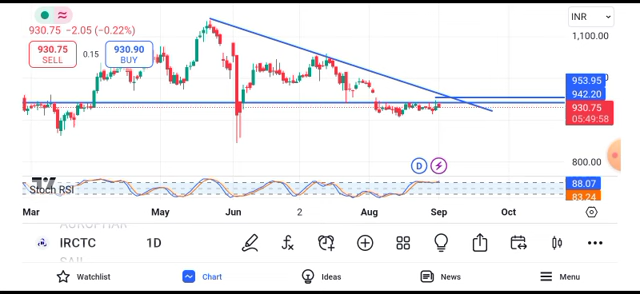 INR
930.75 −2.05 (−0.22%)
1,100.00
930.75
SELL
0.15
930.90
BUY
953.95
942.20
930.75
05:49:58
800.00
D
Stoch RSI
88.07
83.24
Mar
May
Jun
2
Aug
Sep
Oct
IRCTC
1D
Watchlist
Chart
Ideas
News
Menu